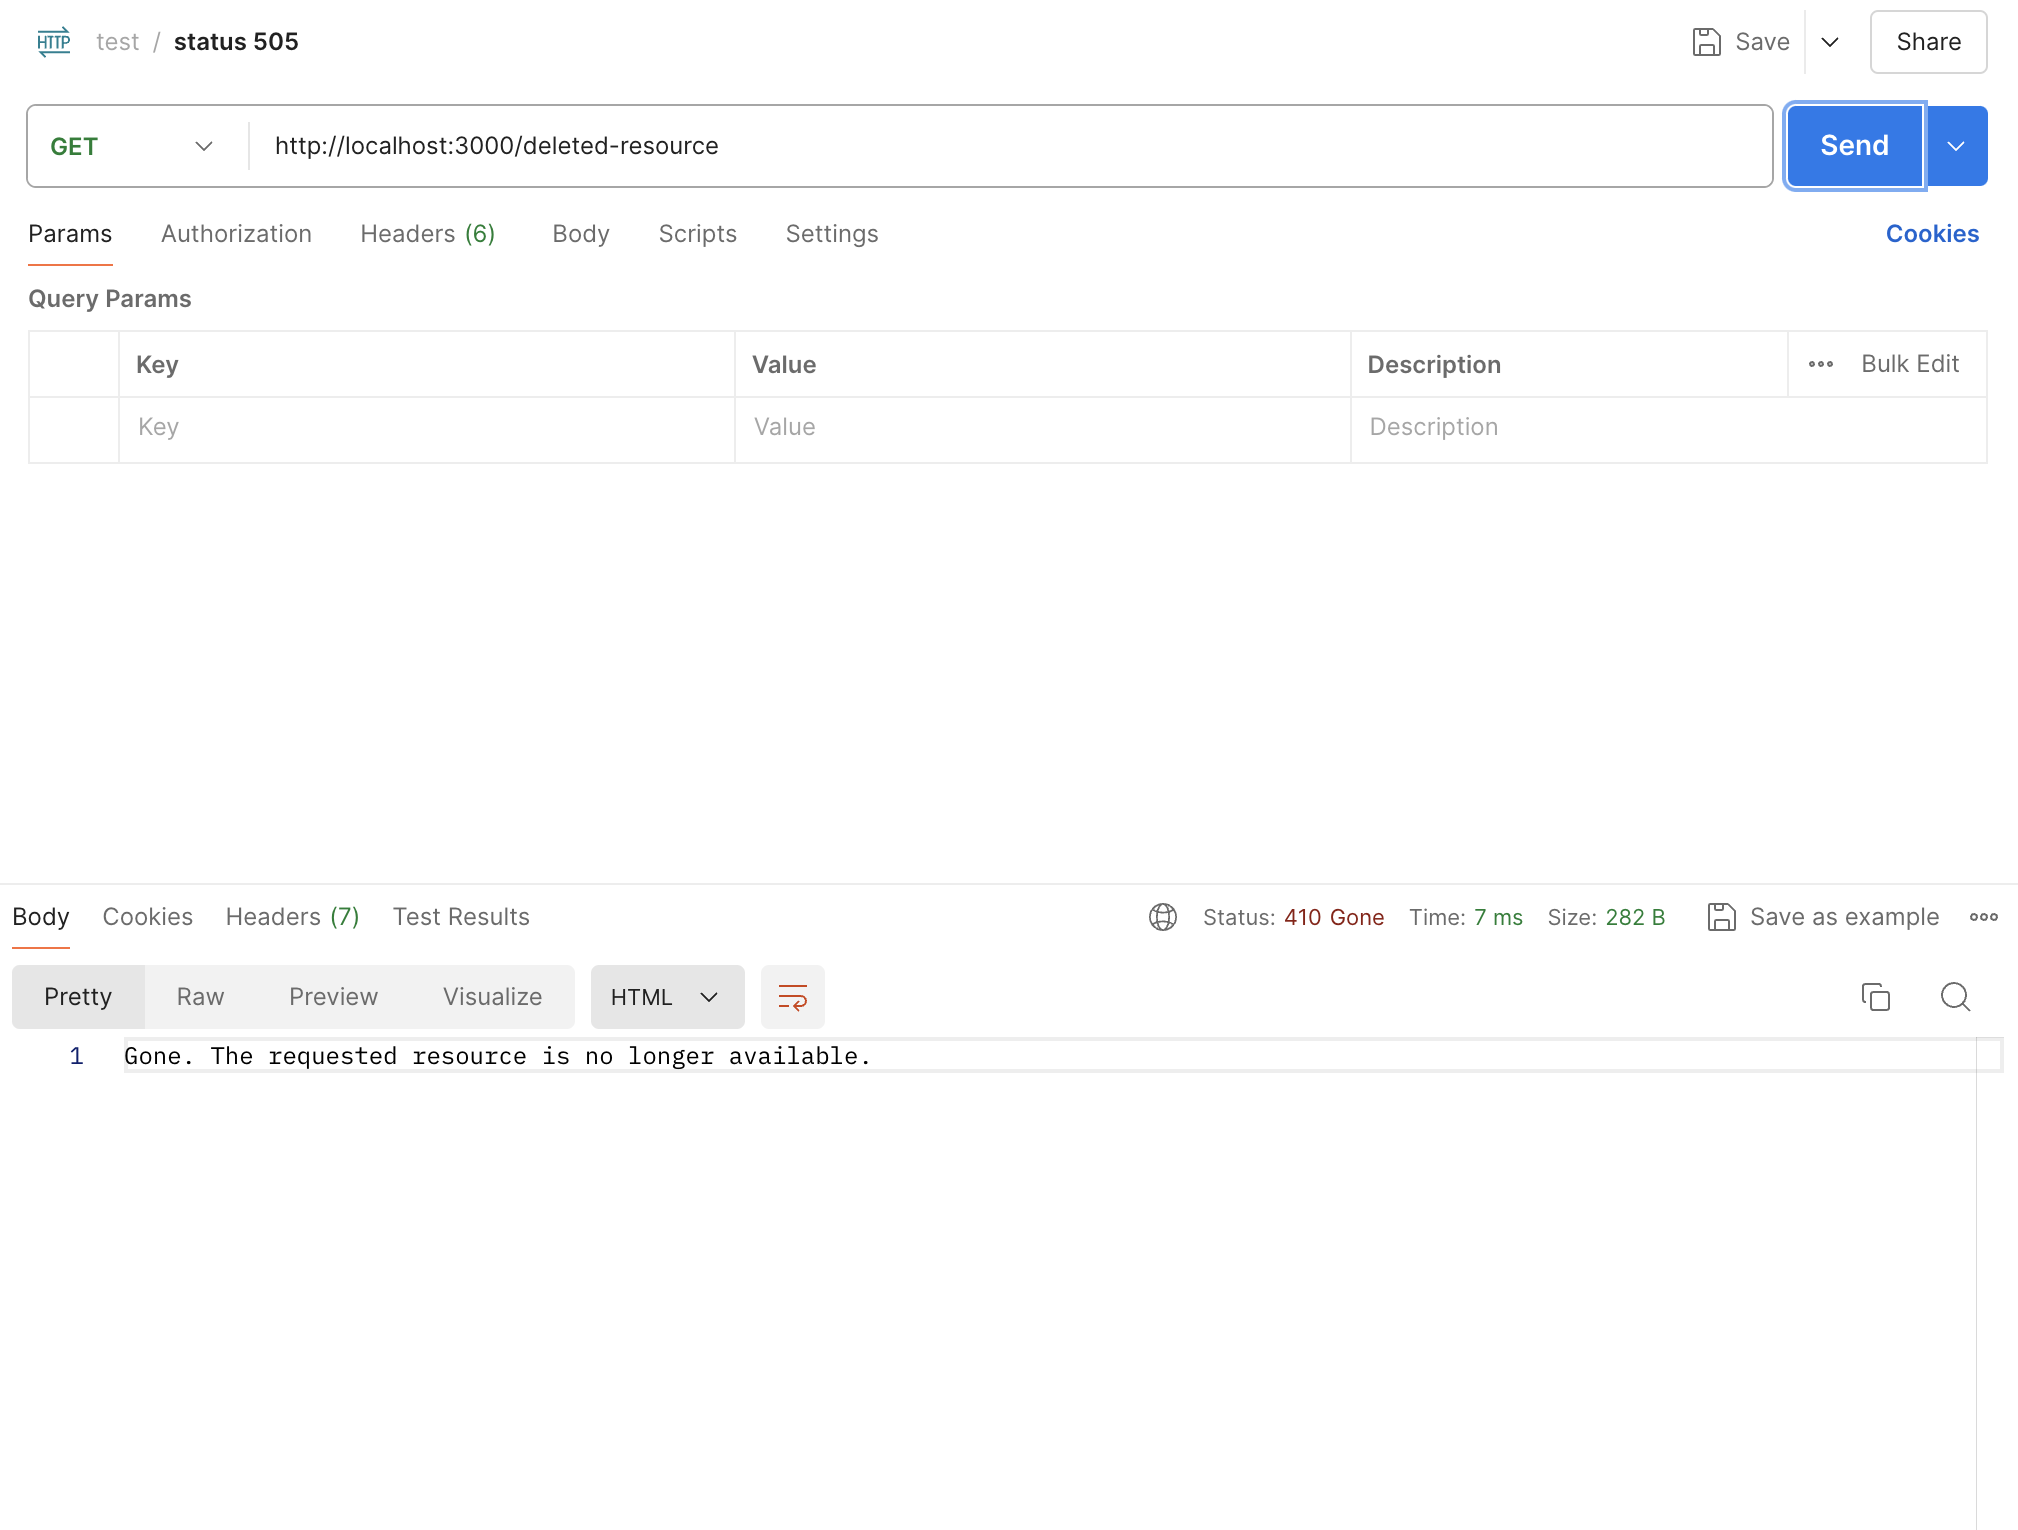 HTTP test / status 505 Save Share
GET http://localhost:3000/deleted-resource Send
Params Authorization Headers (6) Body Scripts Settings Cookies
Query Params
Key Value Description Bulk Edit
Key Value Description
Body Cookies Headers (7) Test Results Status: 410 Gone Time: 7 ms Size: 282 B Save as example
Pretty Raw Preview Visualize HTML
1 Gone. The requested resource is no longer available.